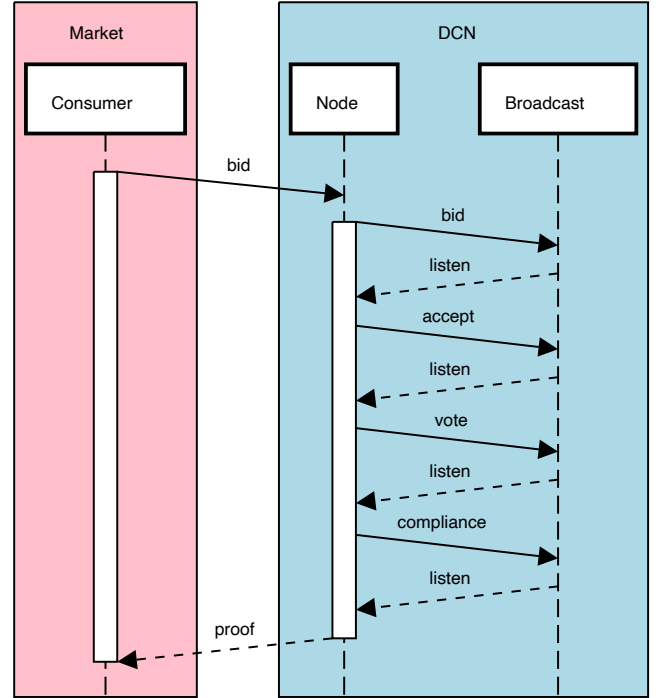 Market
DCN
Consumer
Node
Broadcast
bid
bid
listen
accept
listen
vote
listen
compliance
listen
proof